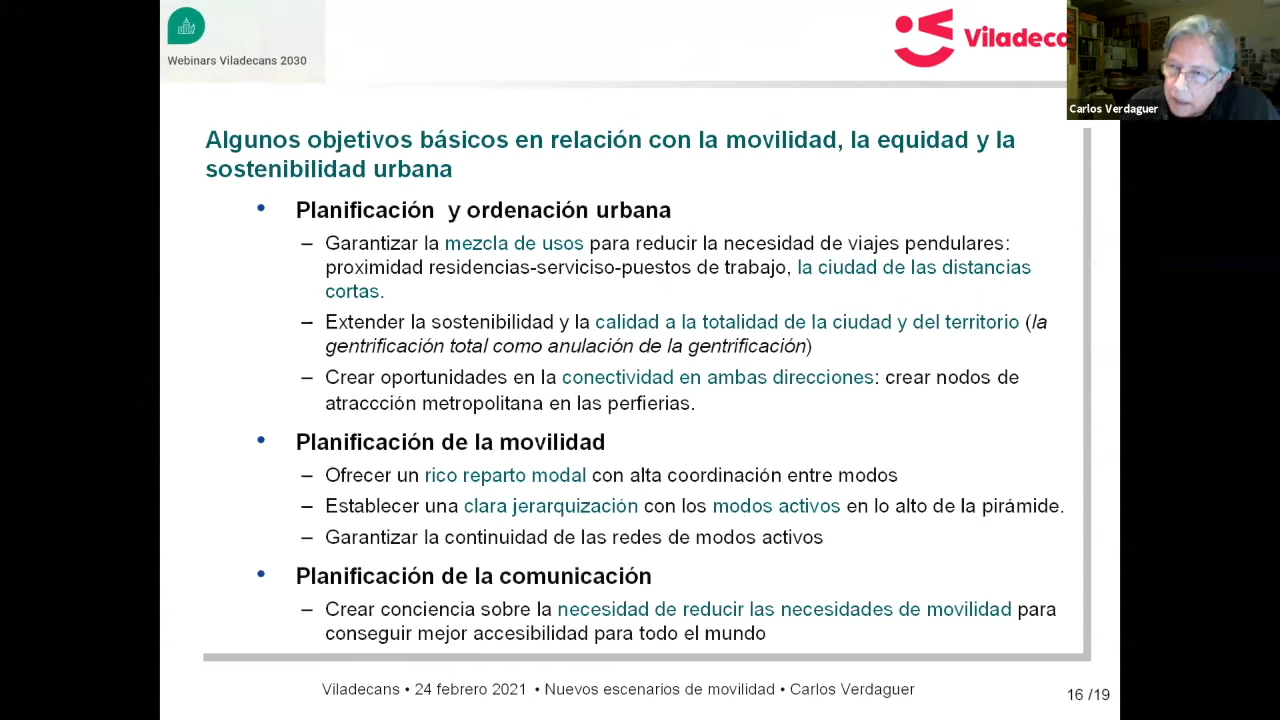 Webinars Viladecans 2030
Viladeca
Carlos Verdaguer
Algunos objetivos básicos en relación con la movilidad, la equidad y la
sostenibilidad urbana
• Planificación y ordenación urbana
– Garantizar la mezcla de usos para reducir la necesidad de viajes pendulares:
proximidad residencias-serviciso-puestos de trabajo, la ciudad de las distancias
cortas.
– Extender la sostenibilidad y la calidad a la totalidad de la ciudad y del territorio (la
gentrificación total como anulación de la gentrificación)
– Crear oportunidades en la conectividad en ambas direcciones: crear nodos de
atraccción metropolitana en las perfierias.
• Planificación de la movilidad
– Ofrecer un rico reparto modal con alta coordinación entre modos
– Establecer una clara jerarquización con los modos activos en lo alto de la pirámide.
– Garantizar la continuidad de las redes de modos activos
• Planificación de la comunicación
– Crear conciencia sobre la necesidad de reducir las necesidades de movilidad para
conseguir mejor accesibilidad para todo el mundo
Viladecans • 24 febrero 2021 • Nuevos escenarios de movilidad • Carlos Verdaguer
16 /19